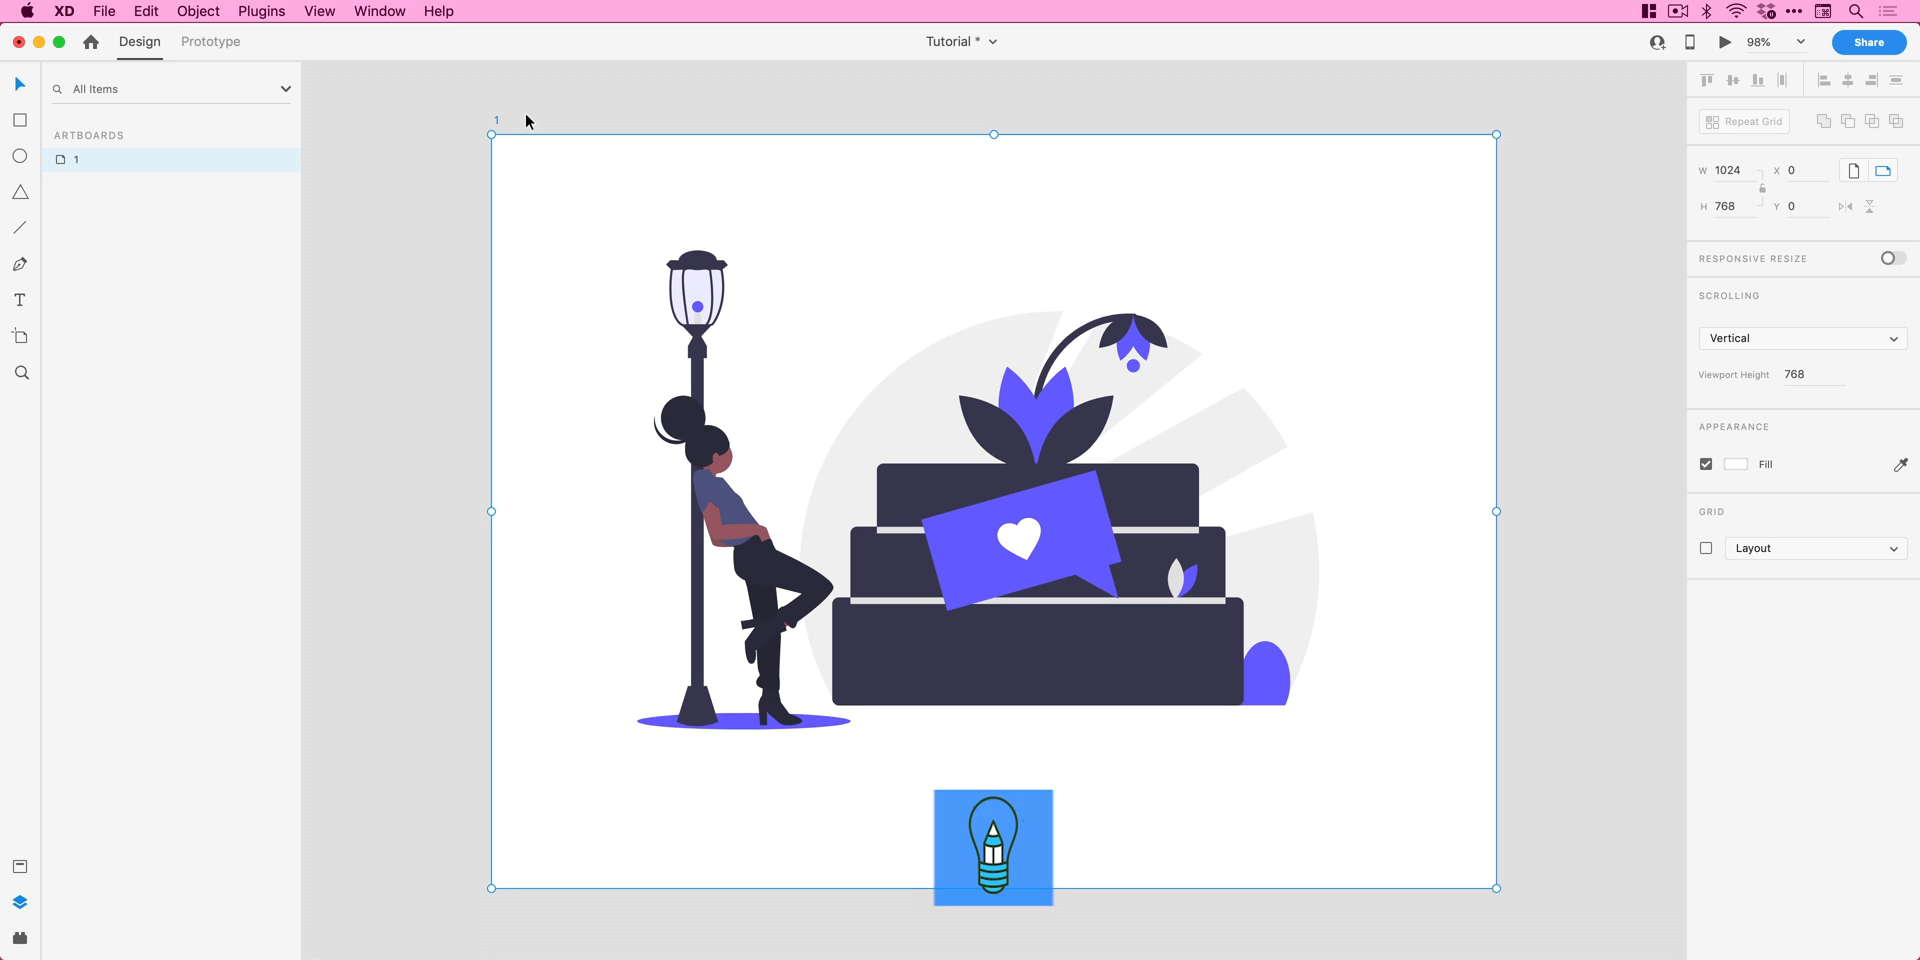 XD File Edit Object Plugins View Window Help
Design Prototype
Tutorial *
98%
Share
All Items
ARTBOARDS
1
1
Repeat Grid
W 1024 X 0
H 768 Y 0
RESPONSIVE RESIZE
SCROLLING
Vertical
Viewport Height 768
APPEARANCE
Fill
GRID
Layout